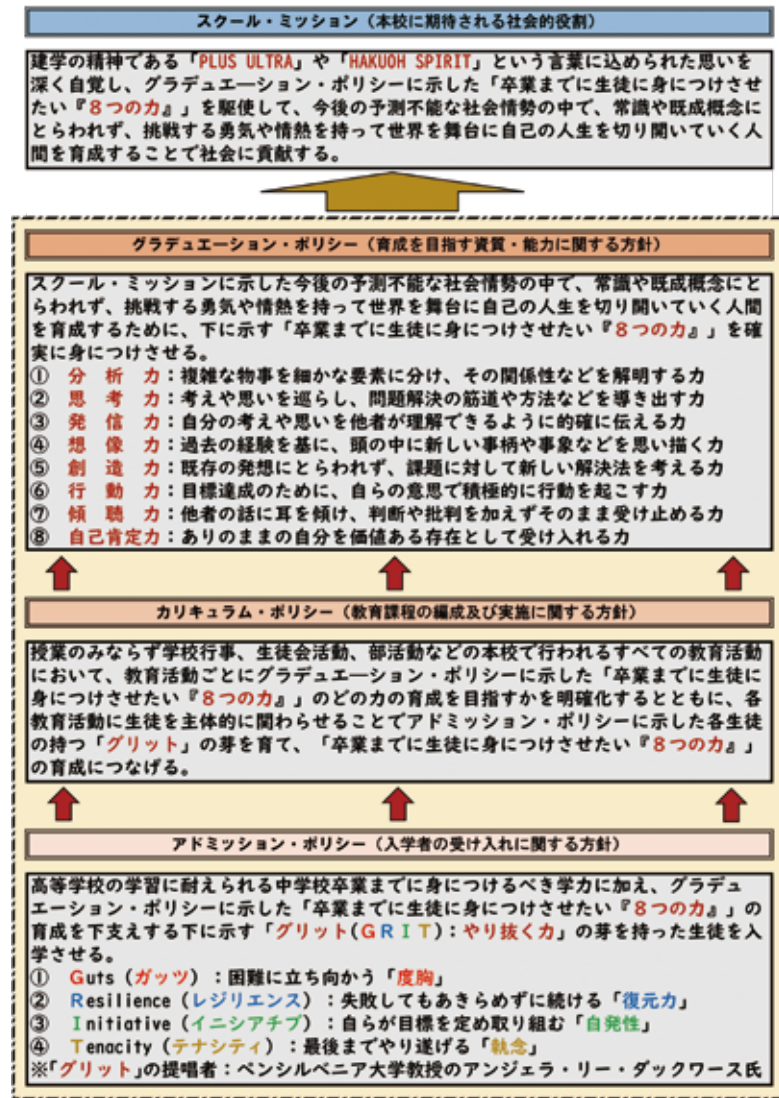 スクール・ミッション（本校に期待される社会的役割）
建学の精神である「PLUS ULTRA」や「HAKUOH SPIRIT」という言葉に込められた思いを
深く自覚し、グラデュエーション・ポリシーに示した「卒業までに生徒に身につけさせ
たい『８つの力』」を駆使して、今後の予測不能な社会情勢の中で、常識や既成概念に
とらわれず、挑戦する勇気や情熱を持って世界を舞台に自己の人生を切り開いていく人
間を育成することで社会に貢献する。
グラデュエーション・ポリシー（育成を目指す資質・能力に関する方針）
スクール・ミッションに示した今後の予測不能な社会情勢の中で、常識や既成概念にと
らわれず、挑戦する勇気や情熱を持って世界を舞台に自己の人生を切り開いていく人間
を育成するために、下に示す「卒業までに生徒に身につけさせたい『８つの力』」を確
実に身につけさせる。
① 分 析 力：複雑な物事を細かな要素に分け、その関係性などを解明する力
② 思 考 力：考えや思いを巡らし、問題解決の筋道や方法などを導き出す力
③ 発 信 力：自分の考えや思いを他者が理解できるように的確に伝える力
④ 想 像 力：過去の経験を基に、頭の中に新しい事柄や事象などを思い描く力
⑤ 創 造 力：既存の発想にとらわれず、課題に対して新しい解決法を考える力
⑥ 行 動 力：目標達成のために、自らの意思で積極的に行動を起こす力
⑦ 傾 聴 力：他者の話に耳を傾け、判断や批判を加えずそのまま受け止める力
⑧ 自己肯定力：ありのままの自分を価値ある存在として受け入れる力
カリキュラム・ポリシー（教育課程の編成及び実施に関する方針）
授業のみならず学校行事、生徒会活動、部活動などの本校で行われるすべての教育活動
において、教育活動ごとにグラデュエーション・ポリシーに示した「卒業までに生徒に
身につけさせたい『８つの力』」のどの力の育成を目指すかを明確化するとともに、各
教育活動に生徒を主体的に関わらせることでアドミッション・ポリシーに示した各生徒
の持つ「グリット」の芽を育て、「卒業までに生徒に身につけさせたい『８つの力』」
の育成につなげる。
アドミッション・ポリシー（入学者の受け入れに関する方針）
高等学校の学習に耐えられる中学校卒業までに身につけるべき学力に加え、グラデュ
エーション・ポリシーに示した「卒業までに生徒に身につけさせたい『８つの力』」の
育成を下支えする下に示す「グリット(ＧＲＩＴ)：やり抜く力」の芽を持った生徒を入
学させる。
① Guts（ガッツ）：困難に立ち向かう「度胸」
② Resilience（レジリエンス）：失敗してもあきらめずに続ける「復元力」
③ Initiative（イニシアチブ）：自らが目標を定め取り組む「自発性」
④ Tenacity（テナシティ）：最後までやり遂げる「執念」
※「グリット」の提唱者：ペンシルベニア大学教授のアンジェラ・リー・ダックワース氏